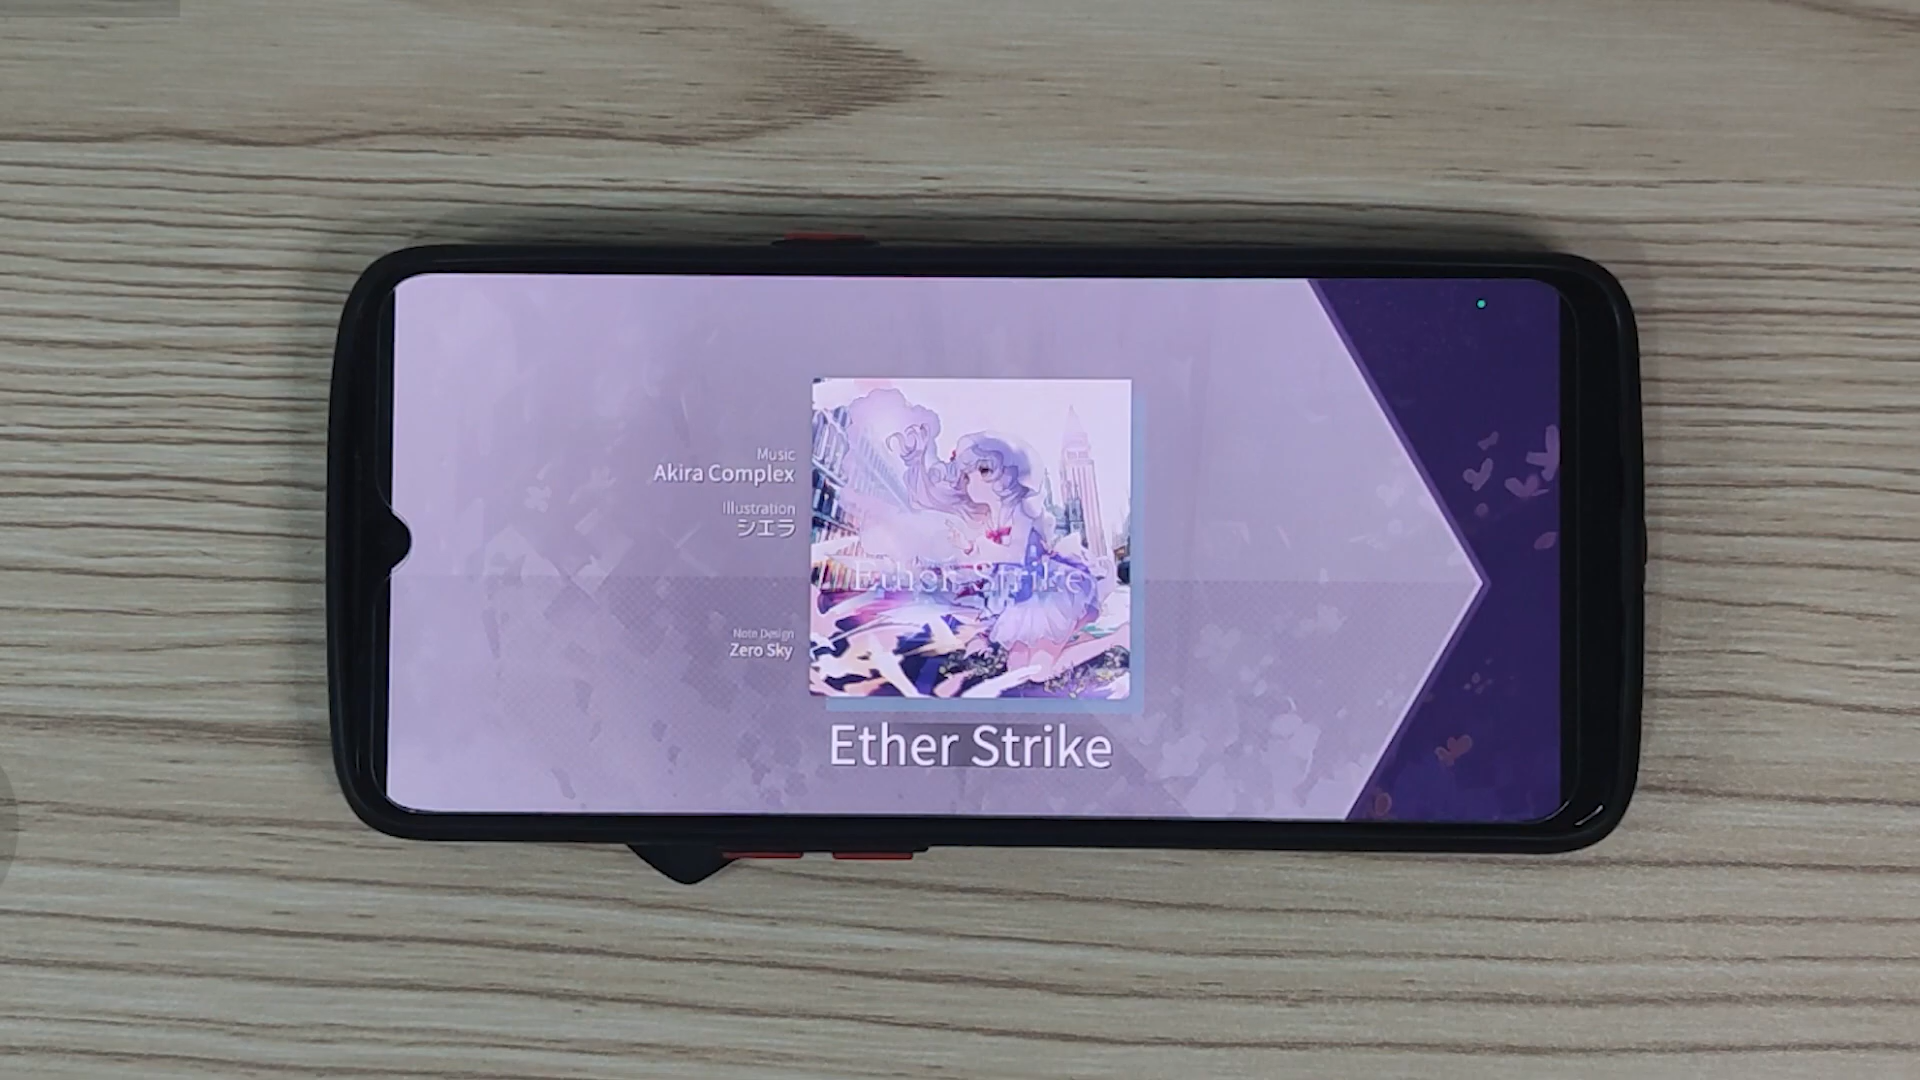 Music
Akira Complex
Illustration
シエラ
Note Design
Zero Sky
Ether Strike
Ether Strike